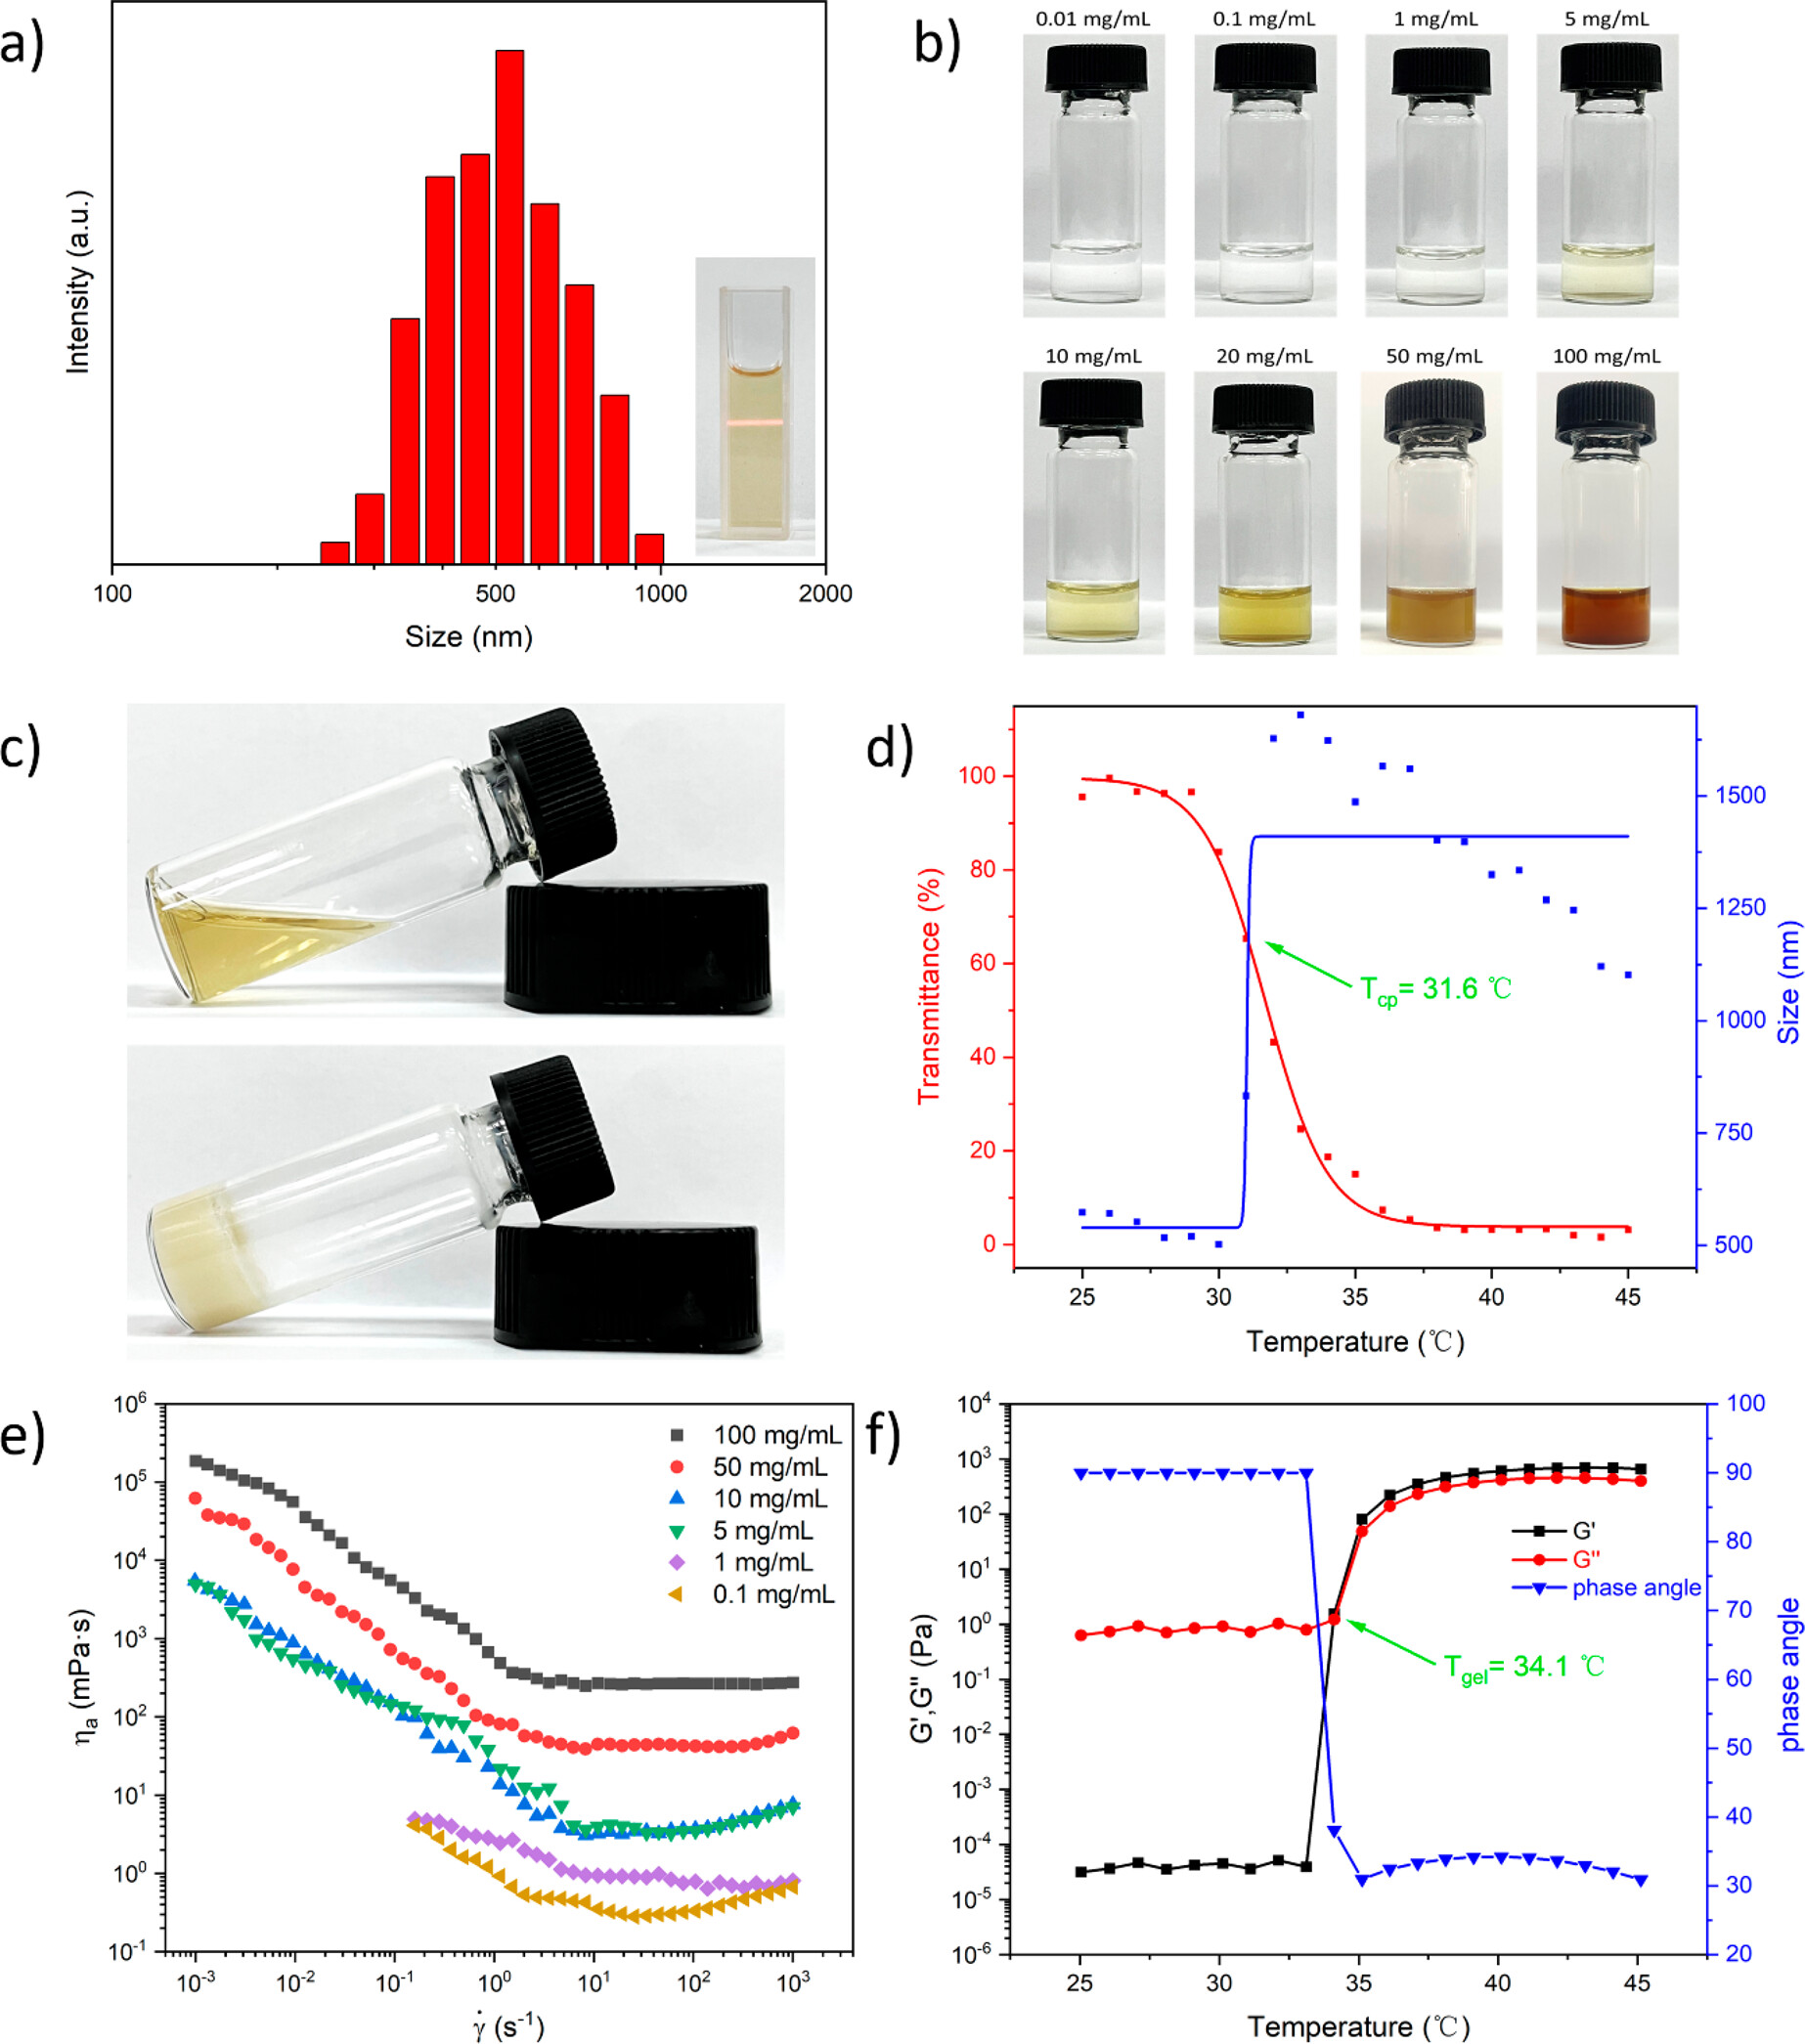 a)
Intensity (a.u.)
100 500 1000 2000
Size (nm)
b)
0.01 mg/mL 0.1 mg/mL 1 mg/mL 5 mg/mL
10 mg/mL 20 mg/mL 50 mg/mL 100 mg/mL
c)
d)
Transmittance (%)
100
80
60
40
20
0
T_cp= 31.6 ℃
1500
1250
1000
750
500
Size (nm)
25 30 35 40 45
Temperature (℃)
e)
η_a (mPa·s)
10^6
10^5
10^4
10^3
10^2
10^1
10^0
10^-1
100 mg/mL
50 mg/mL
10 mg/mL
5 mg/mL
1 mg/mL
0.1 mg/mL
10^-3 10^-2 10^-1 10^0 10^1 10^2 10^3
γ̇ (s^-1)
f)
G',G" (Pa)
10^4
10^3
10^2
10^1
10^0
10^-1
10^-2
10^-3
10^-4
10^-5
10^-6
G'
G"
phase angle
T_gel= 34.1 ℃
100
90
80
70
60
50
40
30
20
phase angle
25 30 35 40 45
Temperature (℃)